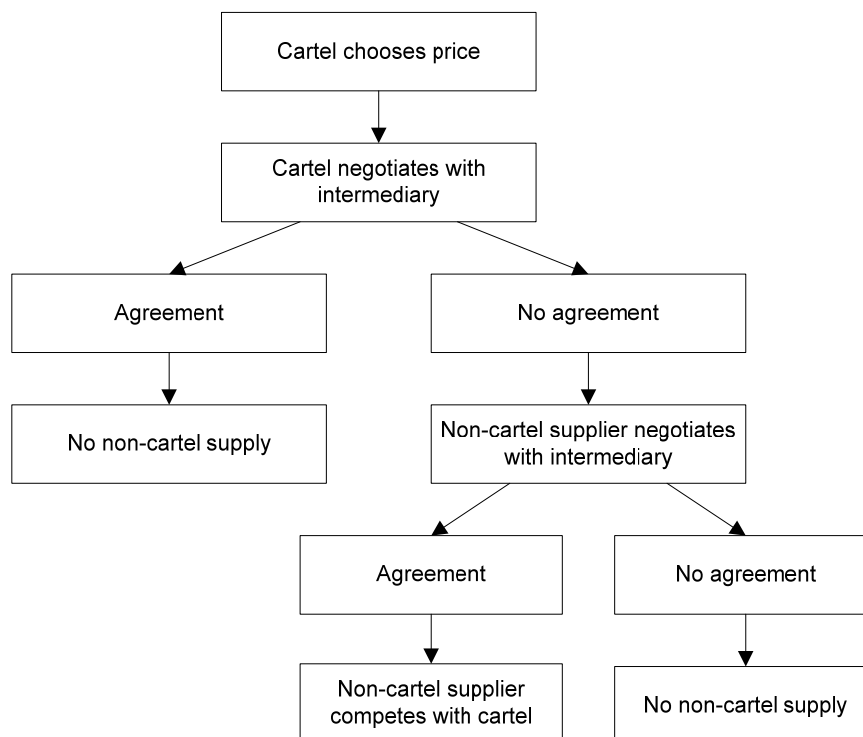 Cartel chooses price
Cartel negotiates with
intermediary
Agreement
No agreement
No non-cartel supply
Non-cartel supplier negotiates
with intermediary
Agreement
No agreement
Non-cartel supplier
competes with cartel
No non-cartel supply